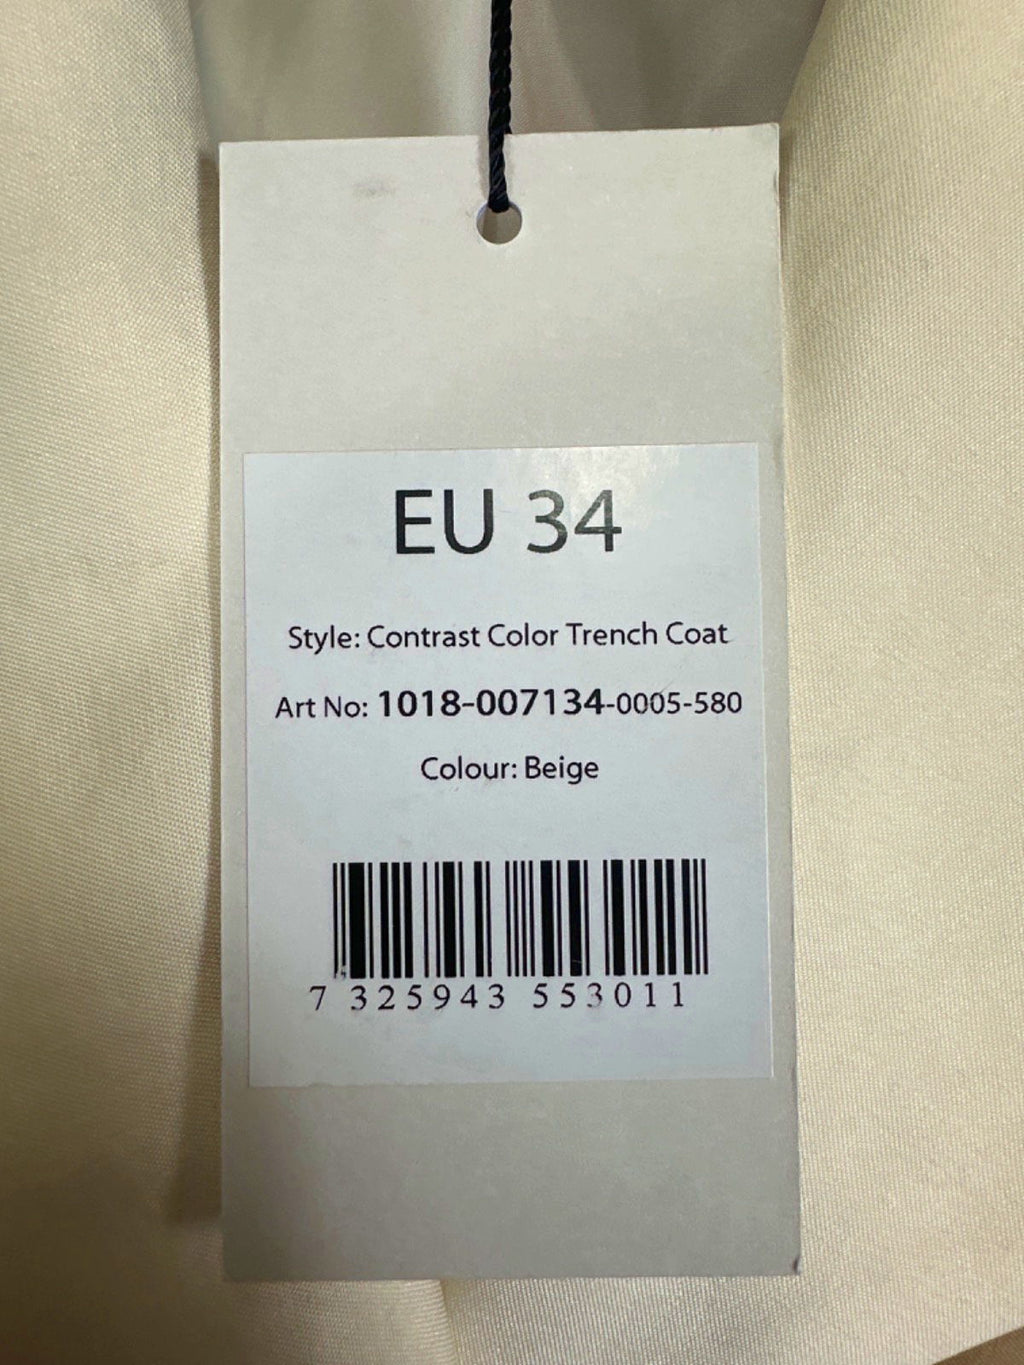 EU 34
Style: Contrast Color Trench Coat
Art No: 1018-007134-0005-580
Colour: Beige
7 325943 553011